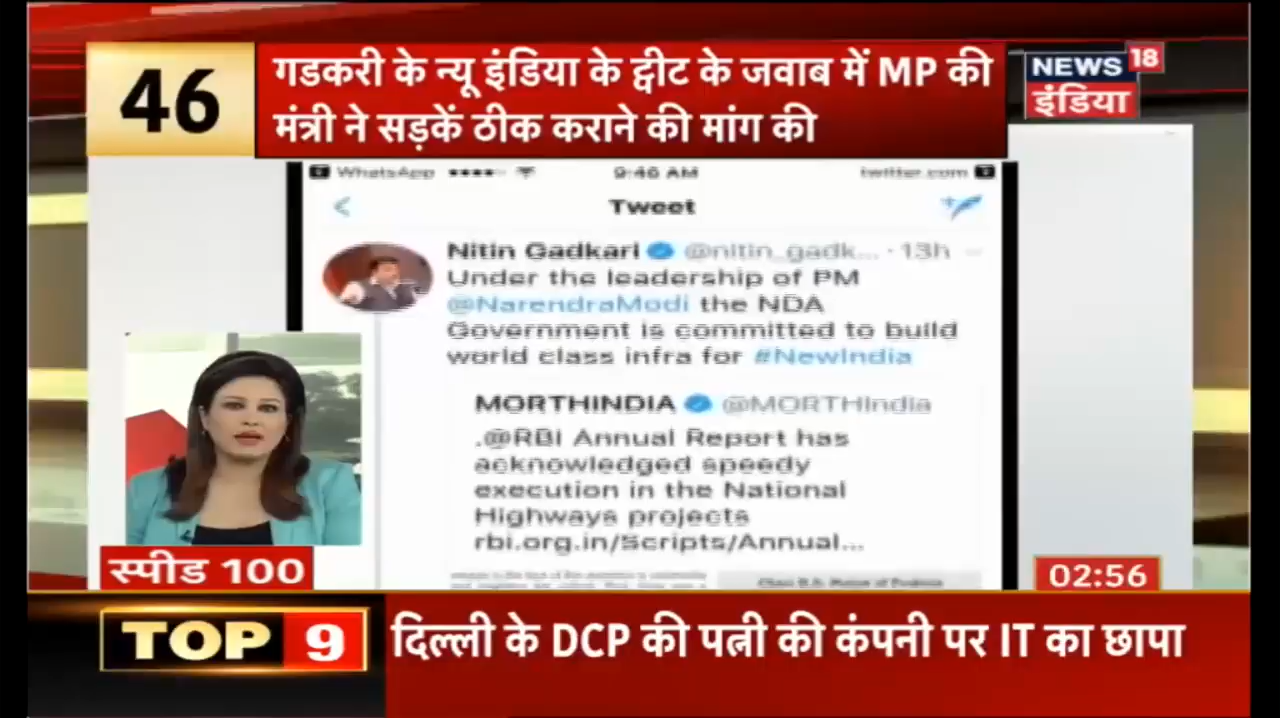 46
गडकरी के न्यू इंडिया के ट्वीट के जवाब में MP की
मंत्री ने सड़कें ठीक कराने की मांग की
NEWS 18
इंडिया
WhatsApp 9:46 AM twitter.com
Tweet
Nitin Gadkari @nitin_gadk... · 13h
Under the leadership of PM
@NarendraModi the NDA
Government is committed to build
world class infra for #NewIndia
MORTHINDIA @MORTHIndia
.@RBI Annual Report has
acknowledged speedy
execution in the National
Highways projects
rbi.org.in/Scripts/Annual...
स्पीड 100
02:56
TOP 9
दिल्ली के DCP की पत्नी की कंपनी पर IT का छापा